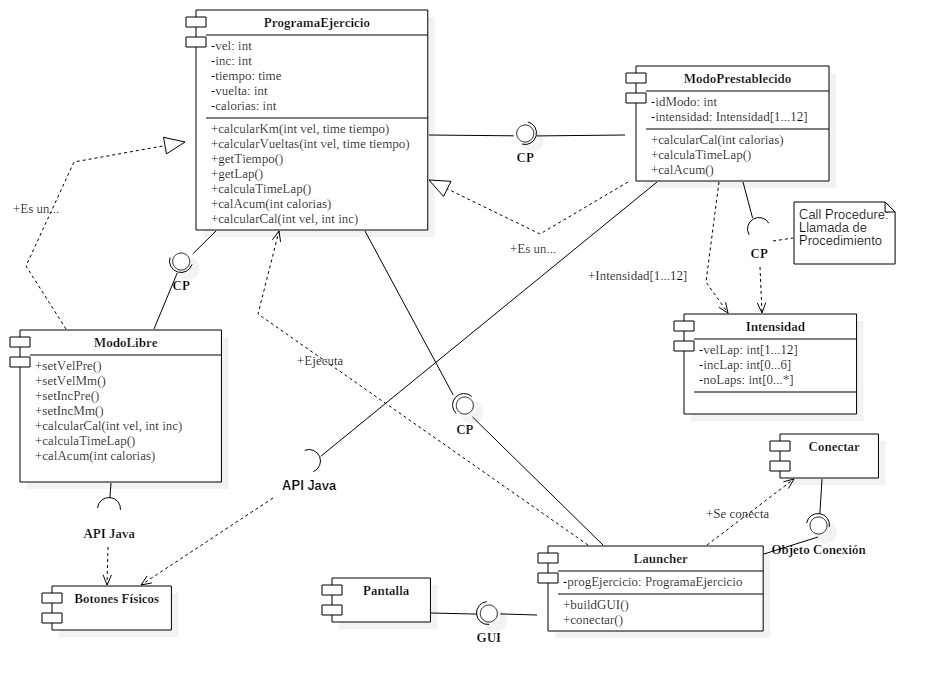 ProgramaEjercicio
-vel: int
-inc: int
-tiempo: time
-vuelta: int
-calorias: int
+calcularKm(int vel, time tiempo)
+calcularVueltas(int vel, time tiempo)
+getTiempo()
+getLap()
+calculaTimeLap()
+calAcum(int calorias)
+calcularCal(int vel, int inc)
CP
ModoPrestablecido
-idModo: int
-intensidad: Intensidad[1...12]
+calcularCal(int calorias)
+calculaTimeLap()
+calAcum()
+Es un...
+Es un...
CP
Call Procedure:
Llamada de
Procedimiento
CP
+Intensidad[1...12]
ModoLibre
+setVelPre()
+setVelMm()
+setIncPre()
+setIncMm()
+calcularCal(int vel, int inc)
+calculaTimeLap()
+calAcum(int calorias)
Intensidad
-velLap: int[1...12]
-incLap: int[0...6]
-noLaps: int[0...*]
+Ejecuta
CP
Conectar
API Java
API Java
+Se conecta
Objeto Conexión
Launcher
-progEjercicio: ProgramaEjercicio
+buildGUI()
+conectar()
Botones Físicos
Pantalla
GUI